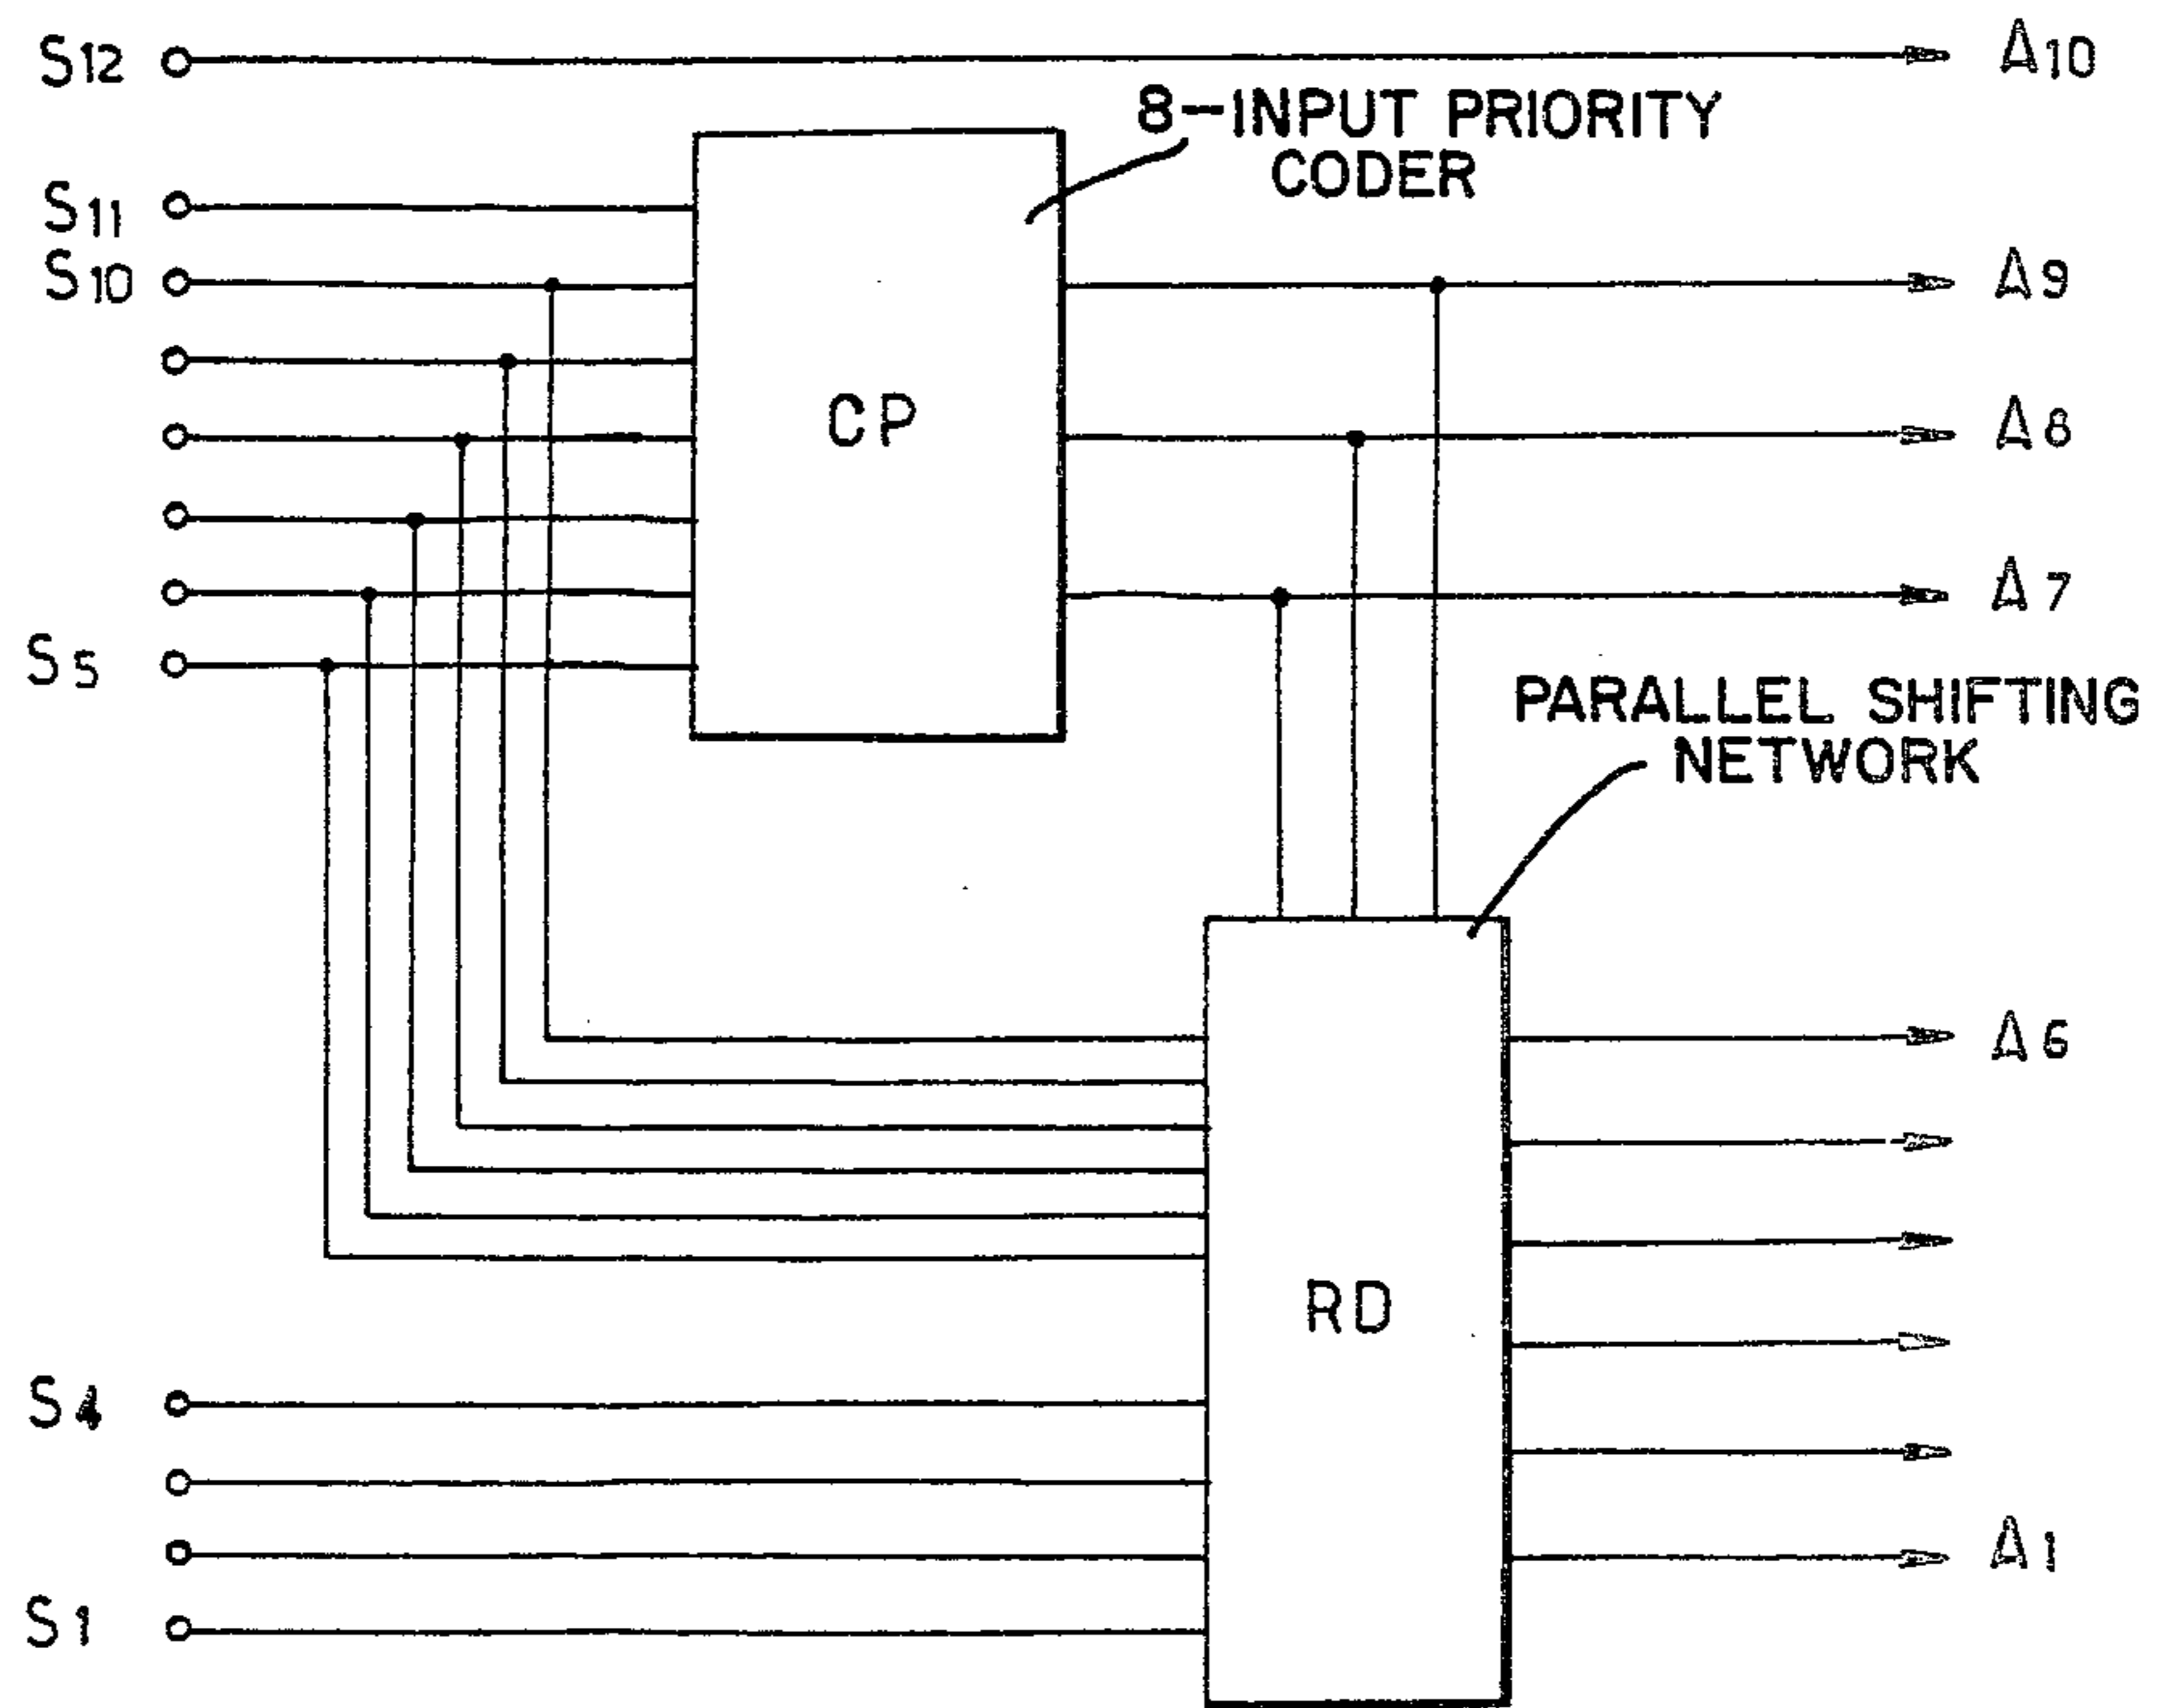 S12
A10
8-INPUT PRIORITY
CODER
S11
S10
A9
CP
A8
A7
S5
PARALLEL SHIFTING
NETWORK
A6
RD
S4
A1
S1